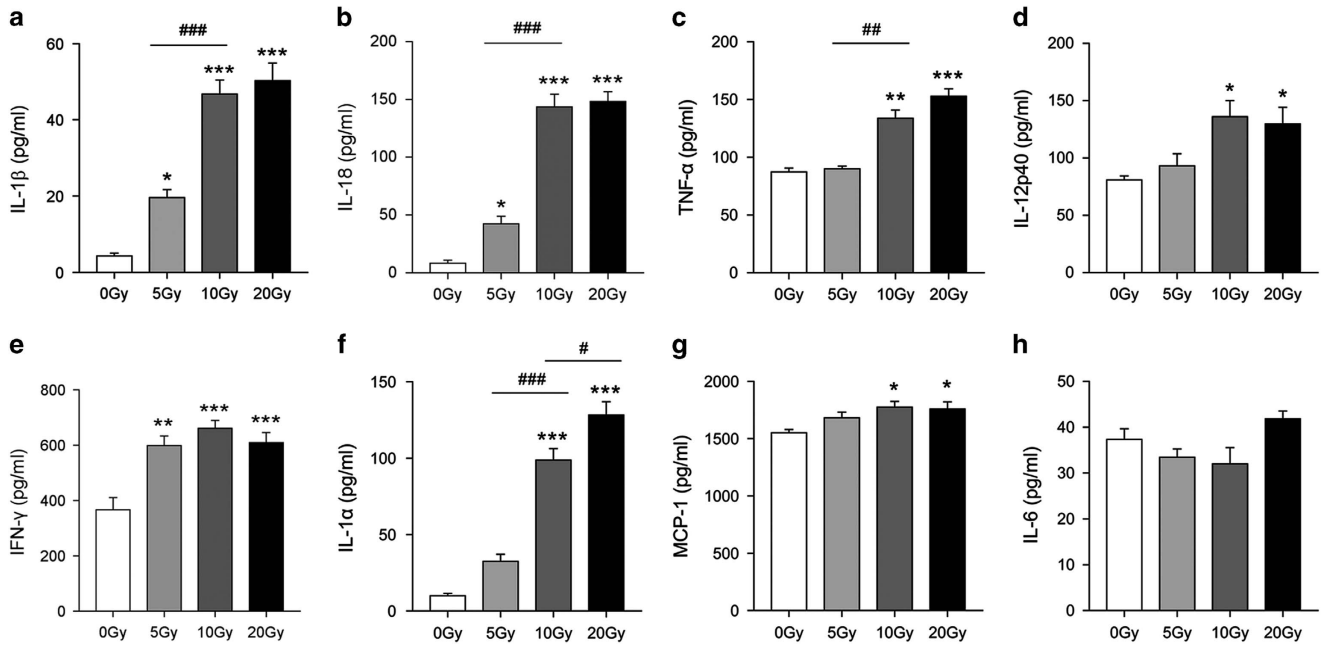 a
###
IL-1β (pg/ml)
60
40
20
0
*
***
***
0Gy 5Gy 10Gy 20Gy
b
###
IL-18 (pg/ml)
200
150
100
50
0
*
***
***
0Gy 5Gy 10Gy 20Gy
c
##
TNF-α (pg/ml)
200
150
100
50
0
**
***
0Gy 5Gy 10Gy 20Gy
d
IL-12p40 (pg/ml)
200
150
100
50
0
*
*
0Gy 5Gy 10Gy 20Gy
e
IFN-γ (pg/ml)
800
600
400
200
0
**
***
***
0Gy 5Gy 10Gy 20Gy
f
#
###
IL-1α (pg/ml)
150
100
50
0
***
***
0Gy 5Gy 10Gy 20Gy
g
MCP-1 (pg/ml)
2000
1500
1000
500
0
*
*
0Gy 5Gy 10Gy 20Gy
h
IL-6 (pg/ml)
50
40
30
20
10
0
0Gy 5Gy 10Gy 20Gy